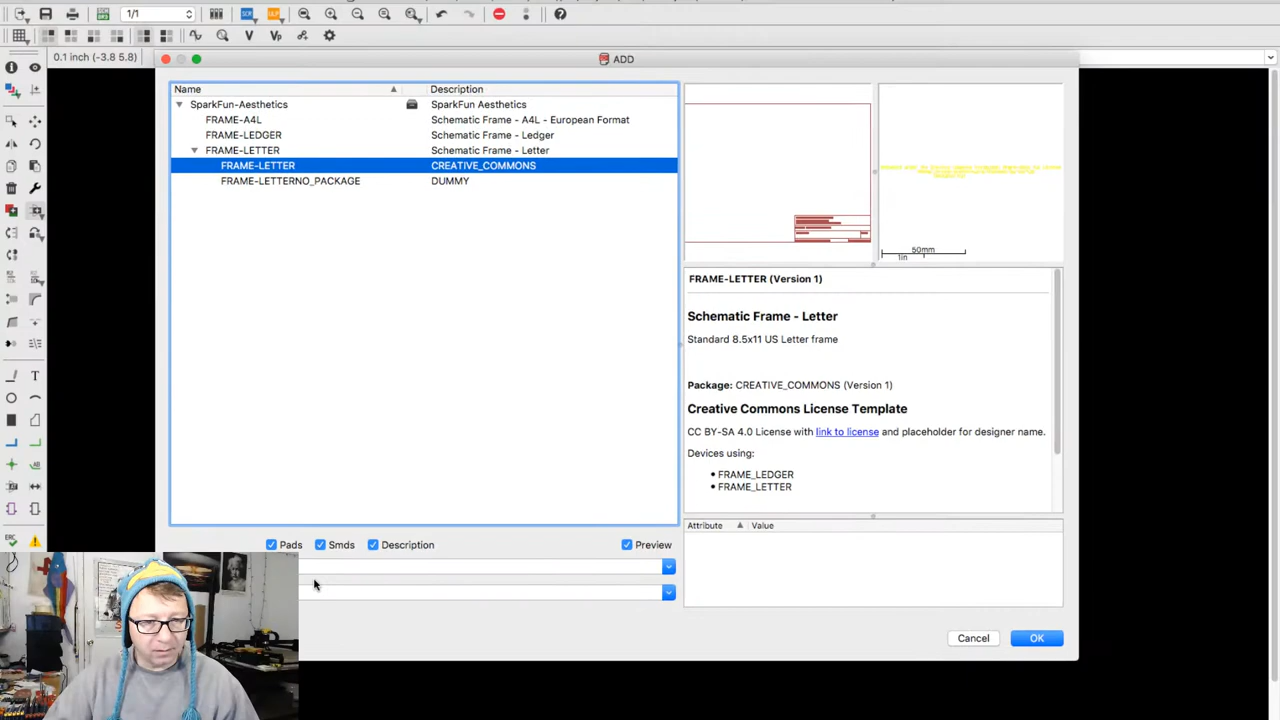 1/1
SCR
ULP
0.1 inch (-3.8 5.8)
ADD
Name
Description
SparkFun-Aesthetics
SparkFun Aesthetics
FRAME-A4L
Schematic Frame - A4L - European Format
FRAME-LEDGER
Schematic Frame - Ledger
FRAME-LETTER
Schematic Frame - Letter
FRAME-LETTER
CREATIVE_COMMONS
FRAME-LETTERNO_PACKAGE
DUMMY
50mm
1in
FRAME-LETTER (Version 1)
Schematic Frame - Letter
Standard 8.5x11 US Letter frame
Package: CREATIVE_COMMONS (Version 1)
Creative Commons License Template
CC BY-SA 4.0 License with link to license and placeholder for designer name.
Devices using:
• FRAME_LEDGER
• FRAME_LETTER
Attribute
Value
Pads
Smds
Description
Preview
Cancel
OK
ERC